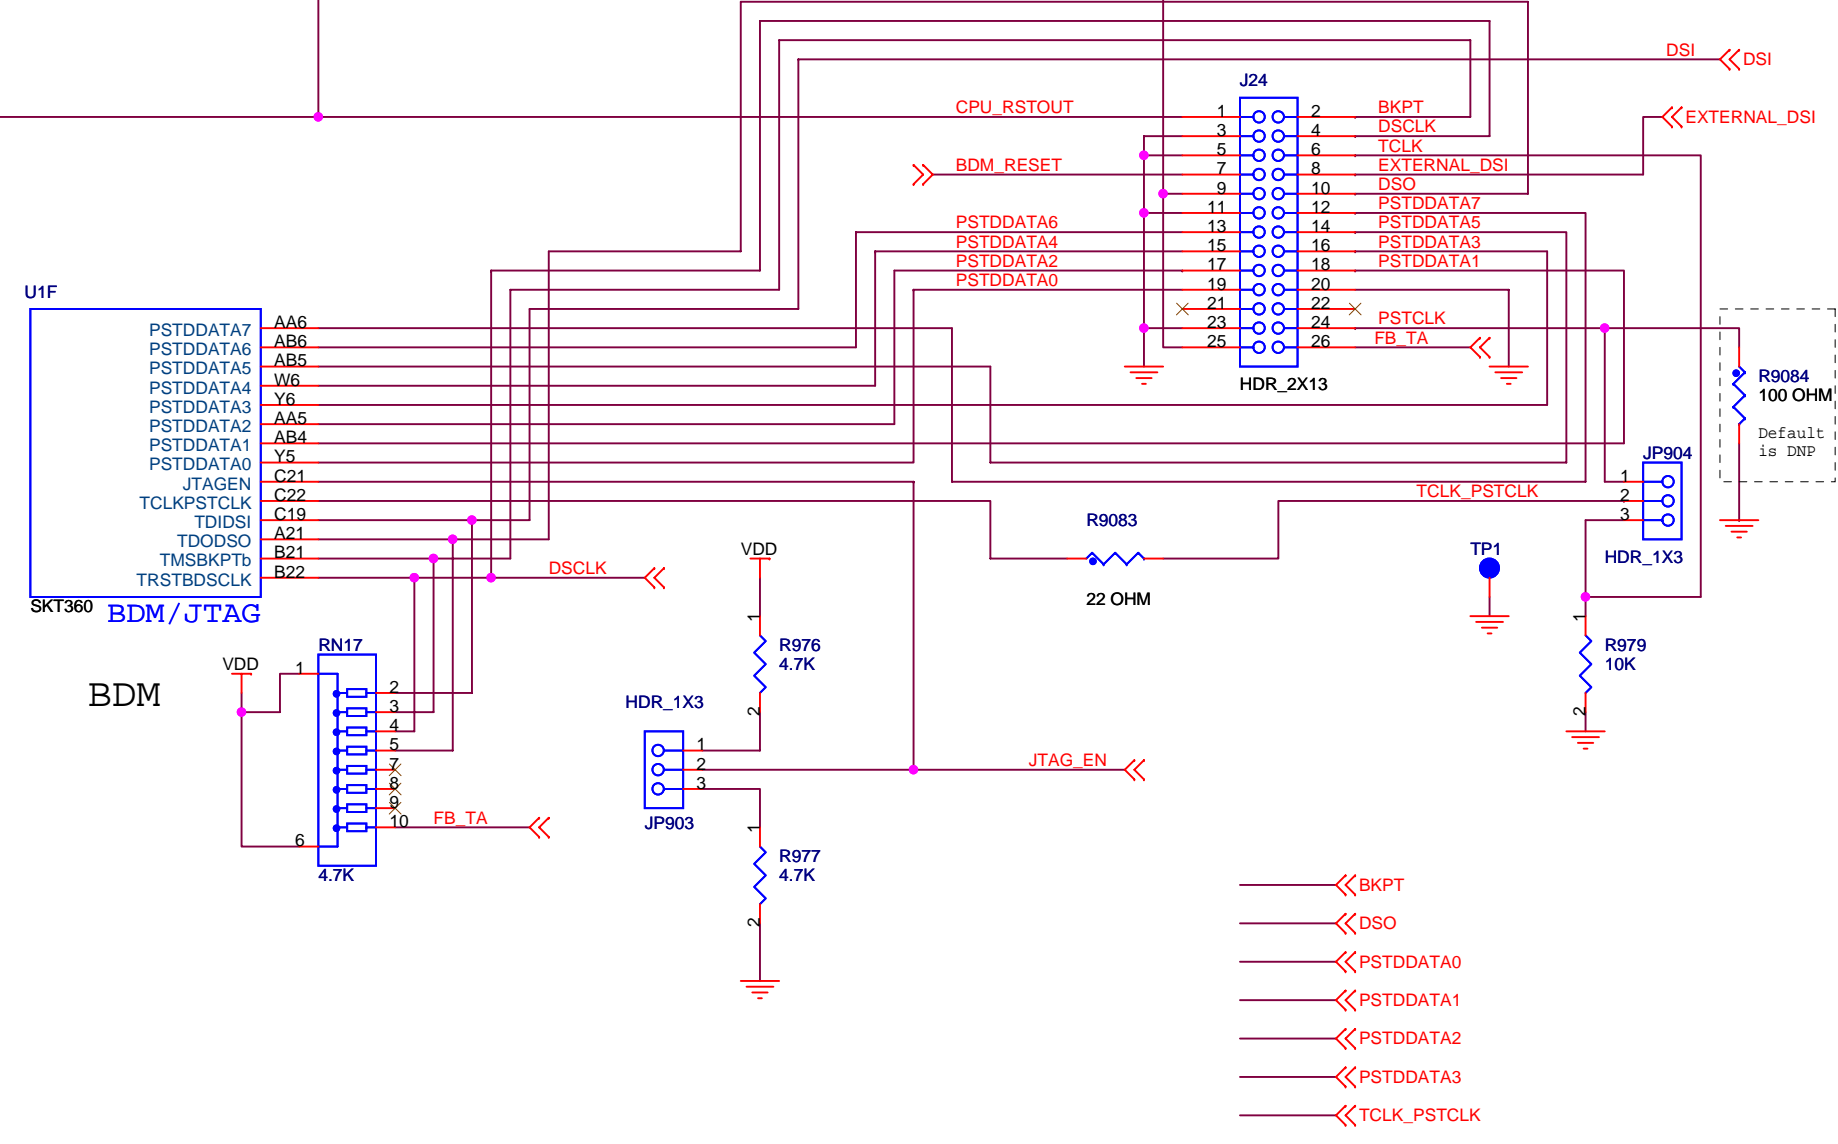 DSI
DSI
J24
CPU_RSTOUT
1
2
BKPT
3
4
DSCLK
EXTERNAL_DSI
5
6
TCLK
BDM_RESET
7
8
EXTERNAL_DSI
9
10
DSO
11
12
PSTDDATA7
PSTDDATA6
13
14
PSTDDATA5
PSTDDATA4
15
16
PSTDDATA3
PSTDDATA2
17
18
PSTDDATA1
PSTDDATA0
19
20
21
22
23
24
PSTCLK
25
26
FB_TA
HDR_2X13
U1F
PSTDDATA7
AA6
PSTDDATA6
AB6
PSTDDATA5
AB5
PSTDDATA4
W6
PSTDDATA3
Y6
PSTDDATA2
AA5
PSTDDATA1
AB4
PSTDDATA0
Y5
JTAGEN
C21
TCLKPSTCLK
C22
TDIDSI
C19
TDODSO
A21
TMSBKPTb
B21
TRSTBDSCLK
B22
SKT360
BDM/JTAG
DSCLK
R9084
100 OHM
Default
is DNP
JP904
1
2
3
TCLK_PSTCLK
HDR_1X3
R9083
22 OHM
TP1
VDD
1
R976
4.7K
2
1
R979
10K
2
RN17
VDD
1
2
3
4
5
7
8
9
10
6
FB_TA
4.7K
BDM
HDR_1X3
1
2
3
JP903
JTAG_EN
1
R977
4.7K
2
BKPT
DSO
PSTDDATA0
PSTDDATA1
PSTDDATA2
PSTDDATA3
TCLK_PSTCLK